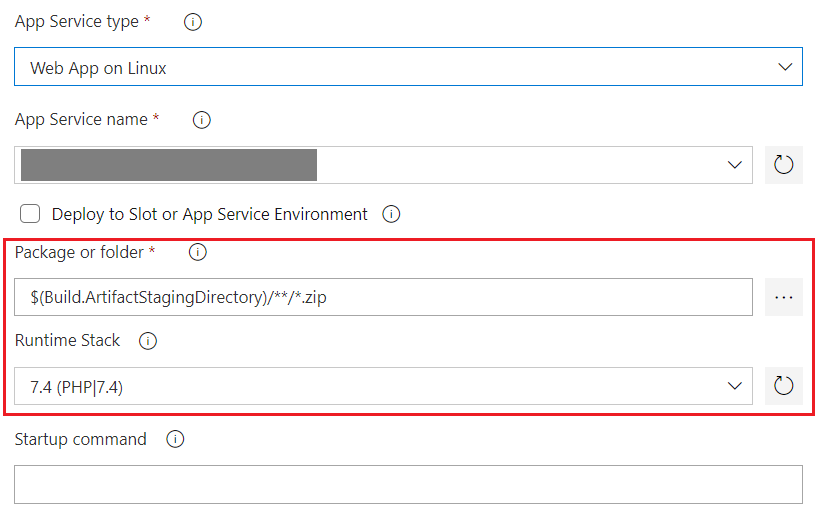 App Service type *
Web App on Linux
App Service name *
Deploy to Slot or App Service Environment
Package or folder *
$(Build.ArtifactStagingDirectory)/**/*.zip
...
Runtime Stack
7.4 (PHP|7.4)
Startup command